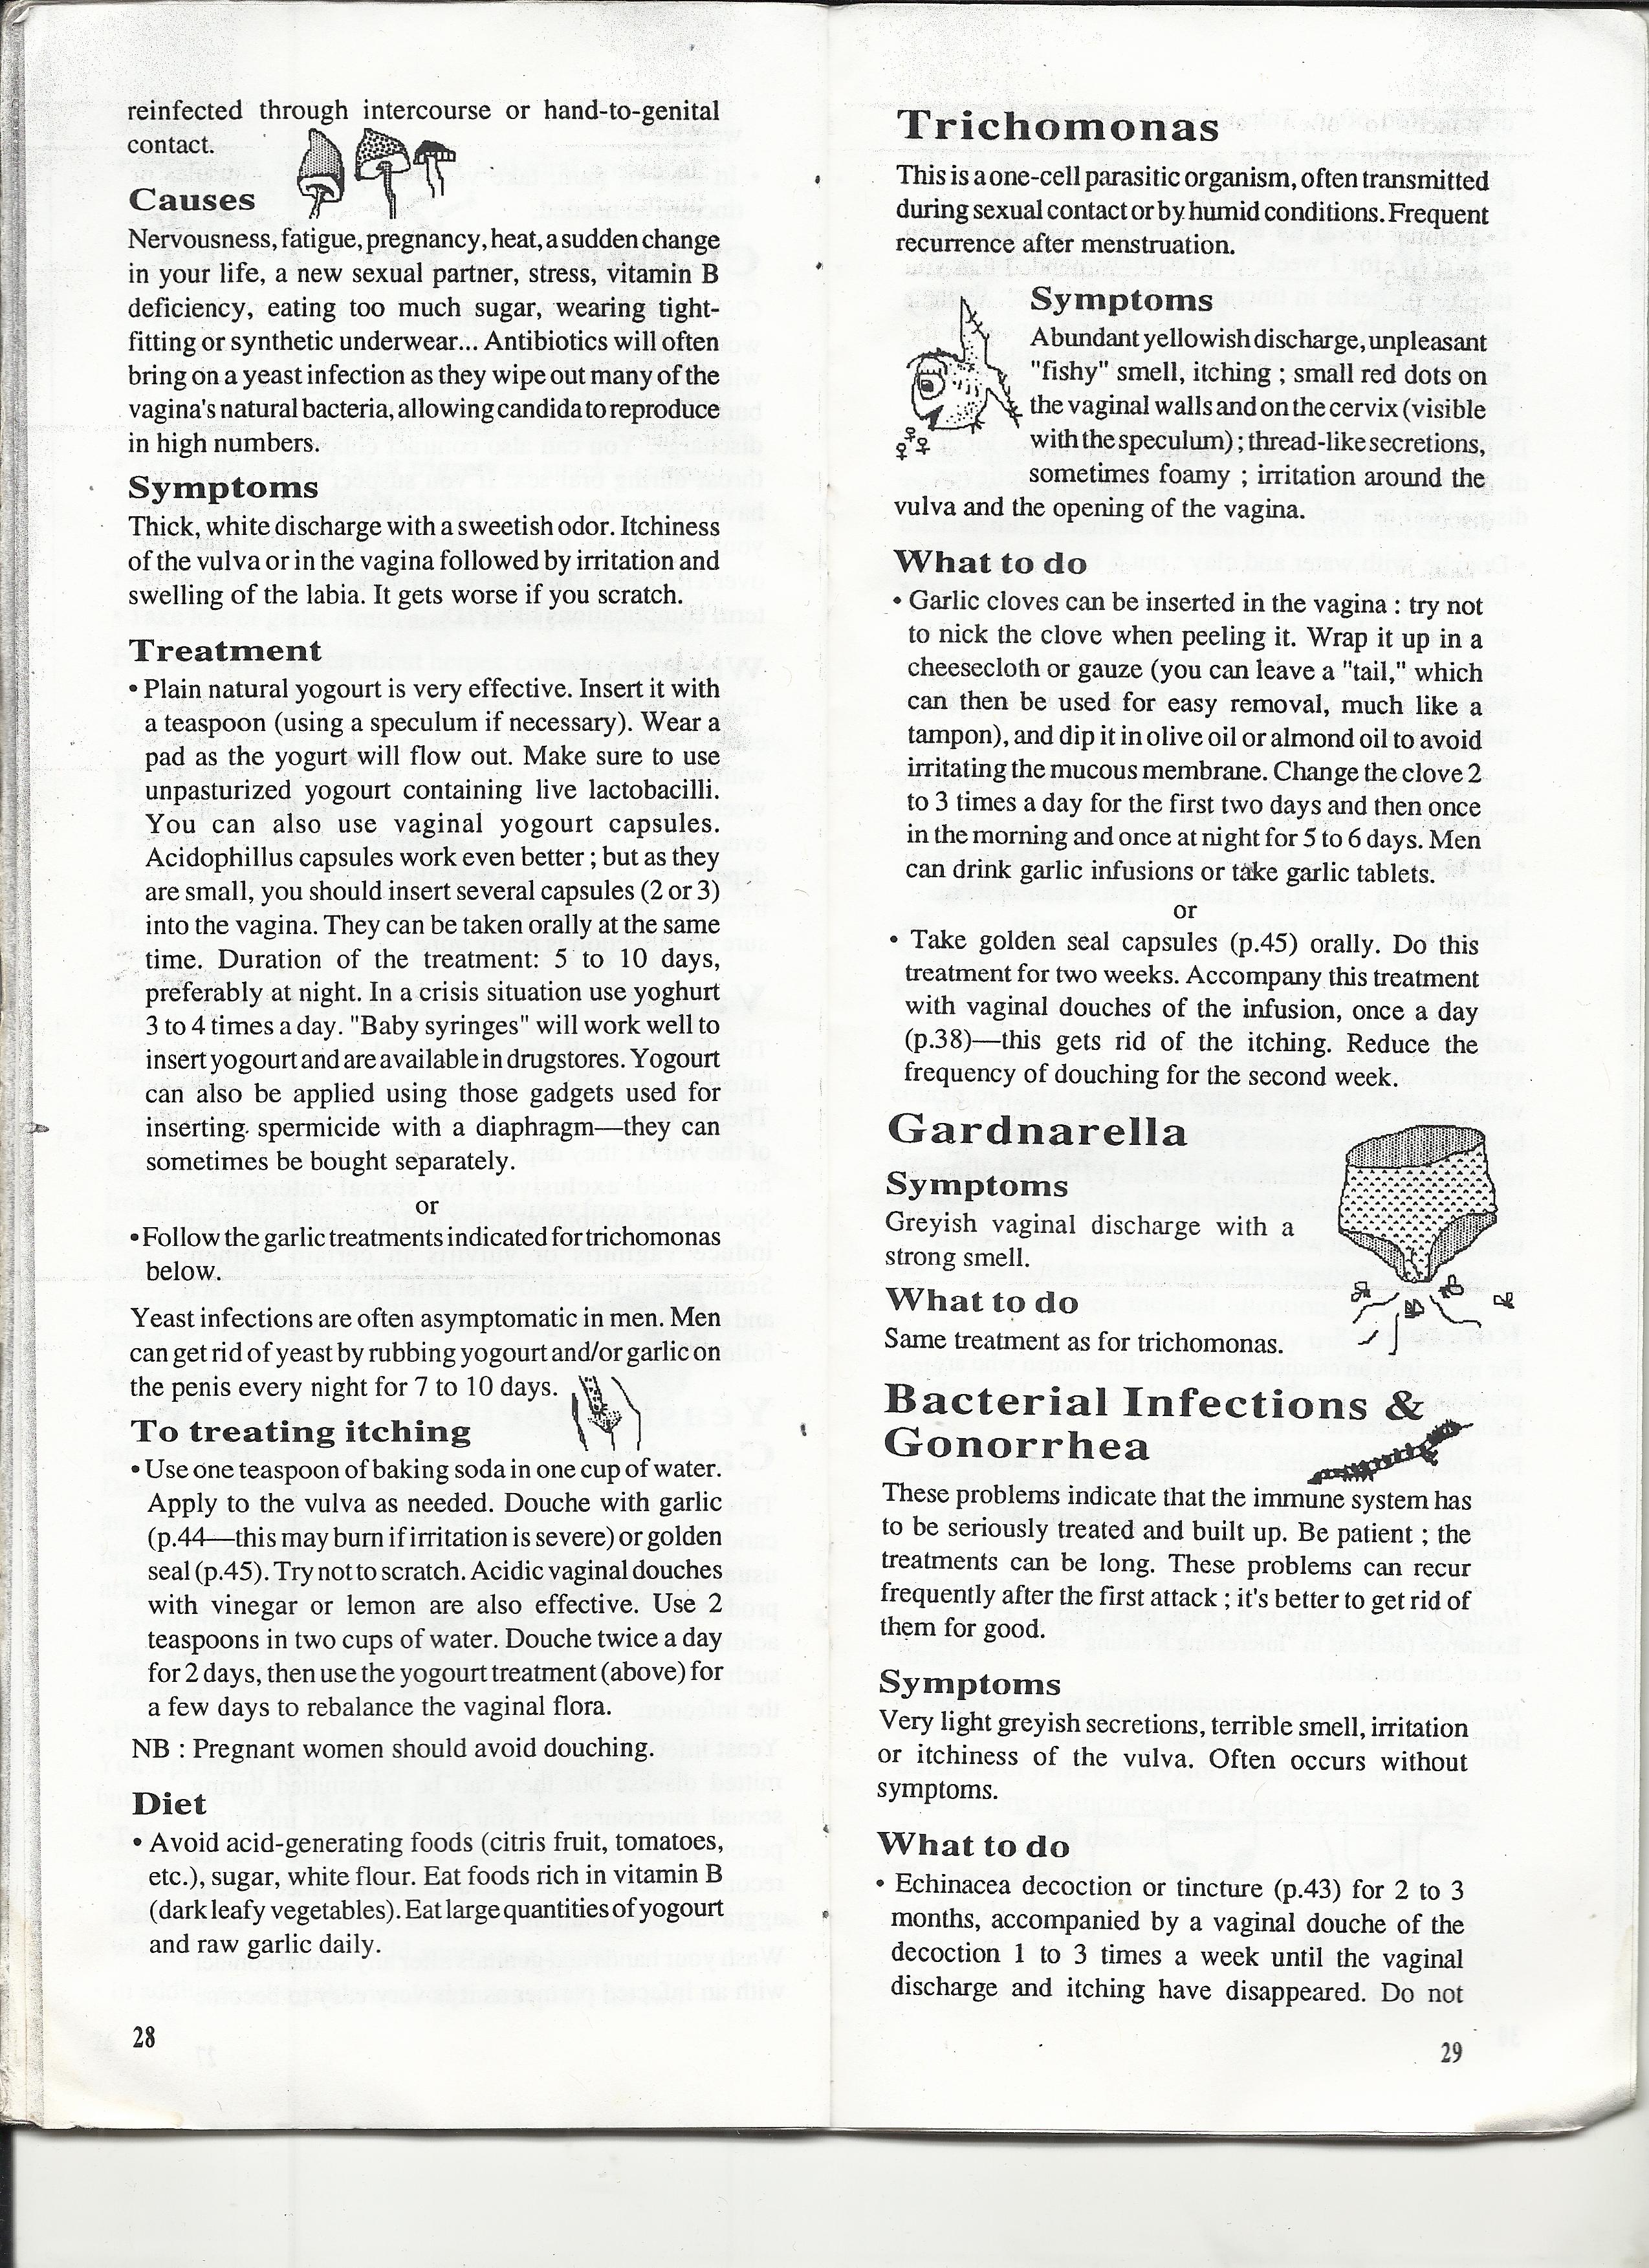 reinfected through intercourse or hand-to-genital
contact.
Causes
Nervousness, fatigue, pregnancy, heat, a sudden change
in your life, a new sexual partner, stress, vitamin B
deficiency, eating too much sugar, wearing tight-
fitting or synthetic underwear... Antibiotics will often
bring on a yeast infection as they wipe out many of the
vagina's natural bacteria, allowing candida to reproduce
in high numbers.
Symptoms
Thick, white discharge with a sweetish odor. Itchiness
of the vulva or in the vagina followed by irritation and
swelling of the labia. It gets worse if you scratch.
Treatment
• Plain natural yogourt is very effective. Insert it with
a teaspoon (using a speculum if necessary). Wear a
pad as the yogurt will flow out. Make sure to use
unpasturized yogourt containing live lactobacilli.
You can also use vaginal yogourt capsules.
Acidophillus capsules work even better ; but as they
are small, you should insert several capsules (2 or 3)
into the vagina. They can be taken orally at the same
time. Duration of the treatment: 5 to 10 days,
preferably at night. In a crisis situation use yoghurt
3 to 4 times a day. "Baby syringes" will work well to
insert yogourt and are available in drugstores. Yogourt
can also be applied using those gadgets used for
inserting spermicide with a diaphragm—they can
sometimes be bought separately.
or
• Follow the garlic treatments indicated for trichomonas
below.
Yeast infections are often asymptomatic in men. Men
can get rid of yeast by rubbing yogourt and/or garlic on
the penis every night for 7 to 10 days.
To treating itching
• Use one teaspoon of baking soda in one cup of water.
Apply to the vulva as needed. Douche with garlic
(p.44—this may burn if irritation is severe) or golden
seal (p.45). Try not to scratch. Acidic vaginal douches
with vinegar or lemon are also effective. Use 2
teaspoons in two cups of water. Douche twice a day
for 2 days, then use the yogourt treatment (above) for
a few days to rebalance the vaginal flora.
NB : Pregnant women should avoid douching.
Diet
• Avoid acid-generating foods (citris fruit, tomatoes,
etc.), sugar, white flour. Eat foods rich in vitamin B
(dark leafy vegetables). Eat large quantities of yogourt
and raw garlic daily.
28
Trichomonas
This is a one-cell parasitic organism, often transmitted
during sexual contact or by humid conditions. Frequent
recurrence after menstruation.
Symptoms
Abundant yellowish discharge, unpleasant
"fishy" smell, itching ; small red dots on
the vaginal walls and on the cervix (visible
with the speculum) ; thread-like secretions,
sometimes foamy ; irritation around the
vulva and the opening of the vagina.
What to do
• Garlic cloves can be inserted in the vagina : try not
to nick the clove when peeling it. Wrap it up in a
cheesecloth or gauze (you can leave a "tail," which
can then be used for easy removal, much like a
tampon), and dip it in olive oil or almond oil to avoid
irritating the mucous membrane. Change the clove 2
to 3 times a day for the first two days and then once
in the morning and once at night for 5 to 6 days. Men
can drink garlic infusions or take garlic tablets.
or
• Take golden seal capsules (p.45) orally. Do this
treatment for two weeks. Accompany this treatment
with vaginal douches of the infusion, once a day
(p.38)—this gets rid of the itching. Reduce the
frequency of douching for the second week.
Gardnarella
Symptoms
Greyish vaginal discharge with a
strong smell.
What to do
Same treatment as for trichomonas.
Bacterial Infections &
Gonorrhea
These problems indicate that the immune system has
to be seriously treated and built up. Be patient ; the
treatments can be long. These problems can recur
frequently after the first attack ; it's better to get rid of
them for good.
Symptoms
Very light greyish secretions, terrible smell, irritation
or itchiness of the vulva. Often occurs without
symptoms.
What to do
• Echinacea decoction or tincture (p.43) for 2 to 3
months, accompanied by a vaginal douche of the
decoction 1 to 3 times a week until the vaginal
discharge and itching have disappeared. Do not
29